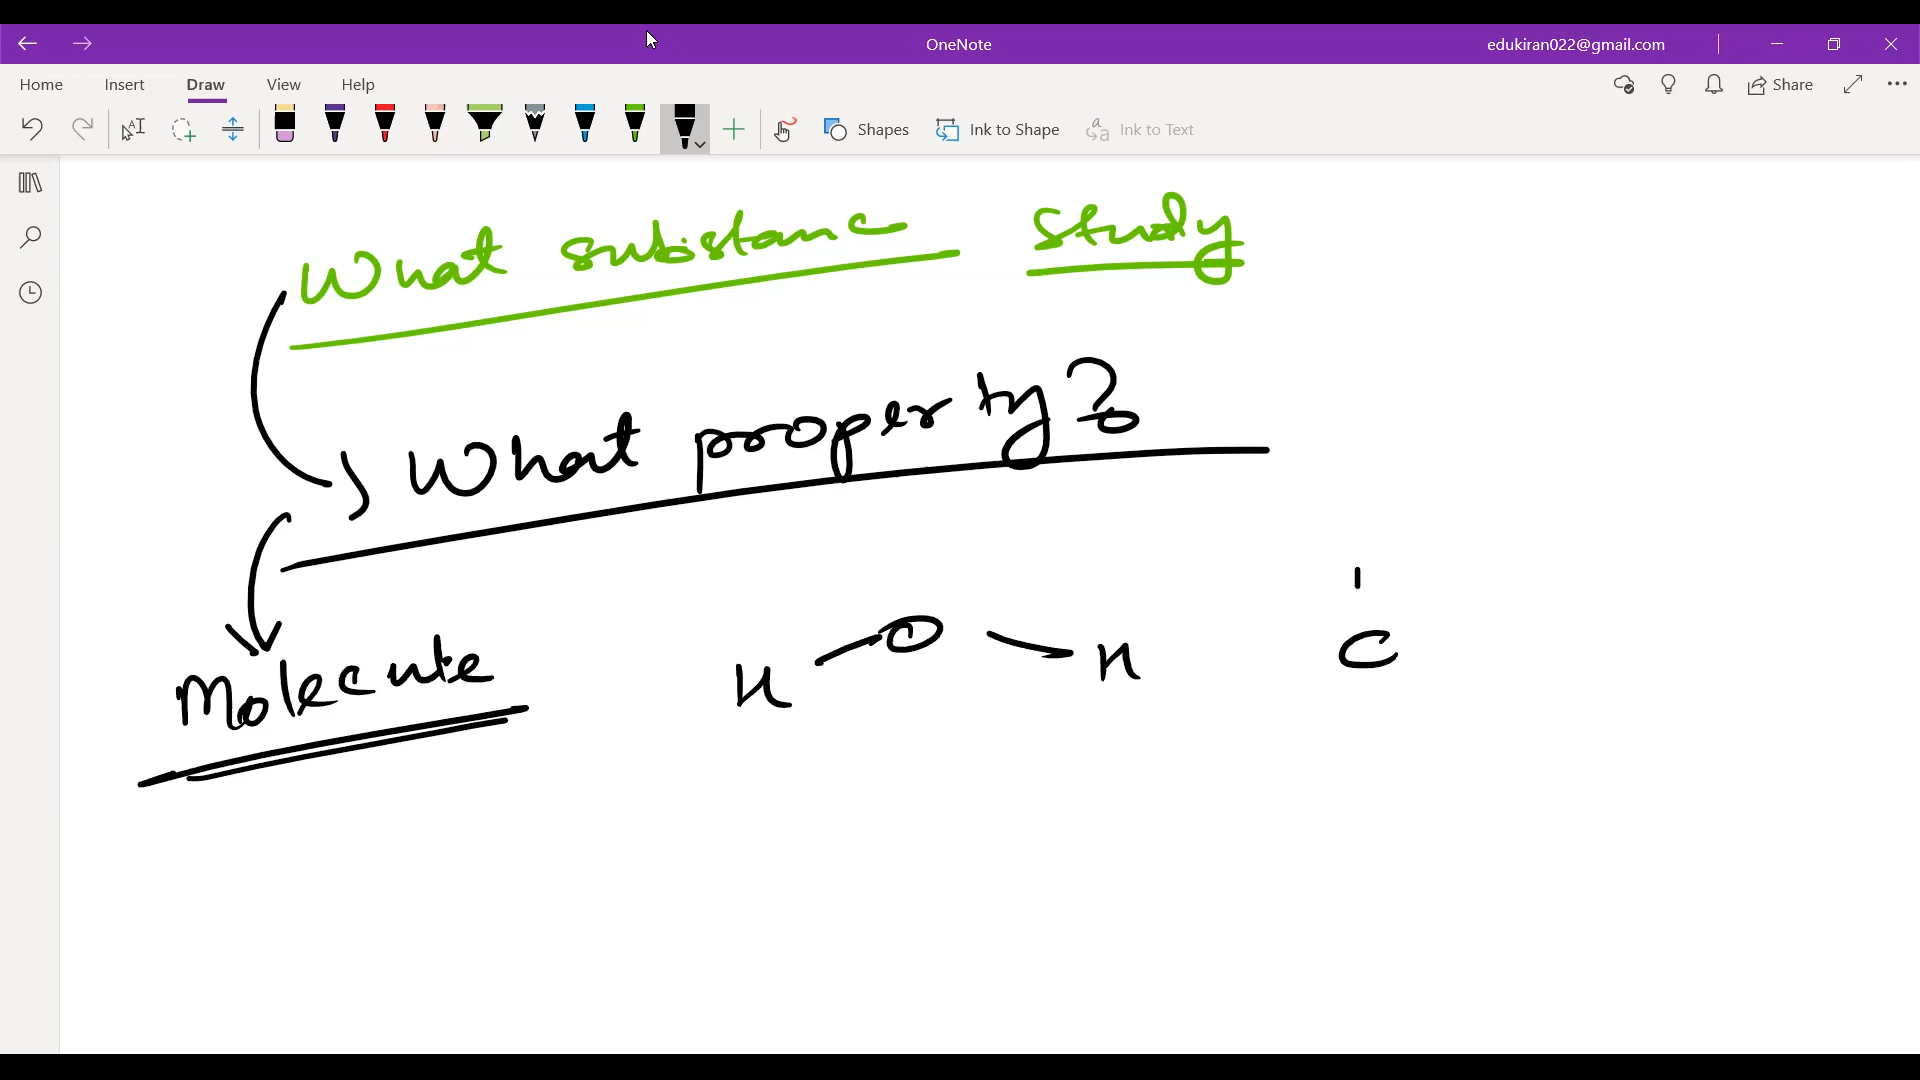 OneNote
edukiran022@gmail.com
Home Insert Draw View Help
Share
Shapes Ink to Shape Ink to Text
What substance study
What property?
Molecule H O H C